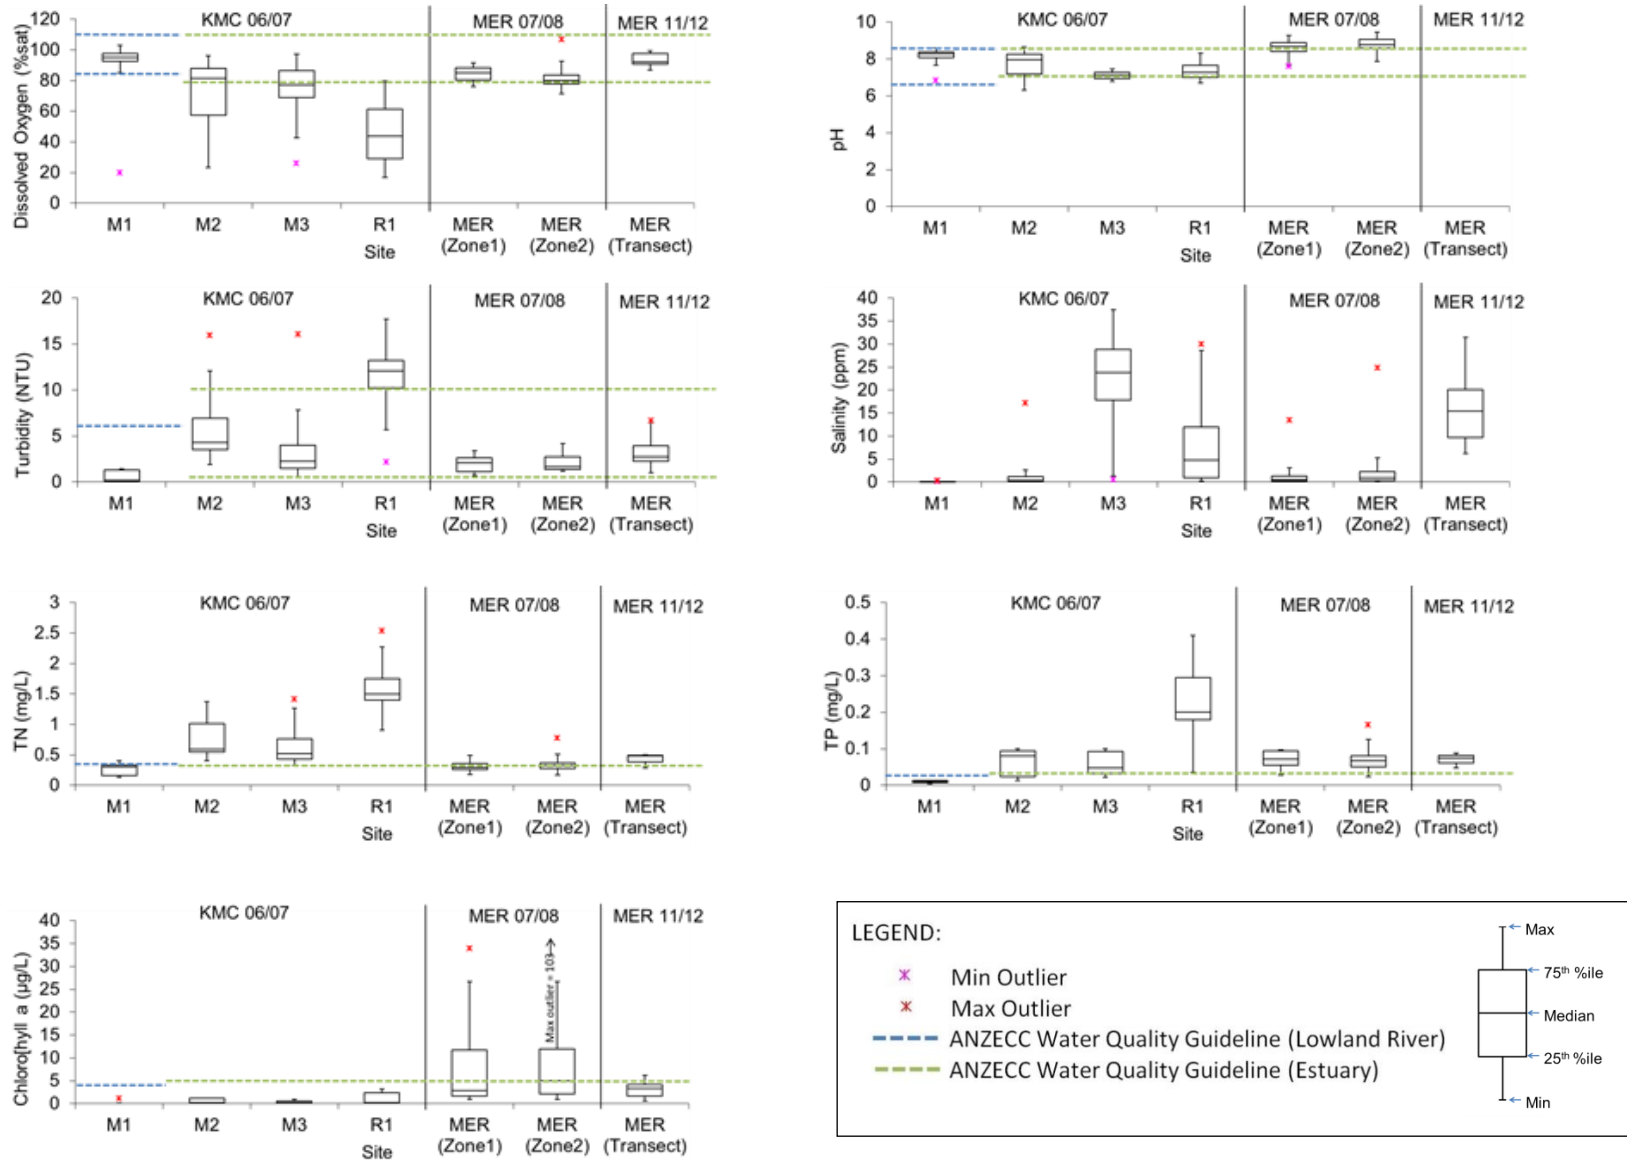 KMC 06/07
MER 07/08
MER 11/12
Dissolved Oxygen (%sat)
120
100
80
60
40
20
0
M1 M2 M3 R1 MER MER MER
(Zone1) (Zone2) (Transect)
Site
KMC 06/07
MER 07/08
MER 11/12
pH
10
8
6
4
2
0
M1 M2 M3 R1 MER MER MER
(Zone1) (Zone2) (Transect)
Site
KMC 06/07
MER 07/08
MER 11/12
Turbidity (NTU)
20
15
10
5
0
M1 M2 M3 R1 MER MER MER
(Zone1) (Zone2) (Transect)
Site
KMC 06/07
MER 07/08
MER 11/12
Salinity (ppm)
40
35
30
25
20
15
10
5
0
M1 M2 M3 R1 MER MER MER
(Zone1) (Zone2) (Transect)
Site
KMC 06/07
MER 07/08
MER 11/12
TN (mg/L)
3
2.5
2
1.5
1
0.5
0
M1 M2 M3 R1 MER MER MER
(Zone1) (Zone2) (Transect)
Site
KMC 06/07
MER 07/08
MER 11/12
TP (mg/L)
0.5
0.4
0.3
0.2
0.1
0
M1 M2 M3 R1 MER MER MER
(Zone1) (Zone2) (Transect)
Site
KMC 06/07
MER 07/08
MER 11/12
Chloro[hyll a (µg/L)
40
35
30
25
20
15
10
5
0
Max outlier = 103
M1 M2 M3 R1 MER MER MER
(Zone1) (Zone2) (Transect)
Site
LEGEND:
Min Outlier
Max Outlier
ANZECC Water Quality Guideline (Lowland River)
ANZECC Water Quality Guideline (Estuary)
Max
75th %ile
Median
25th %ile
Min